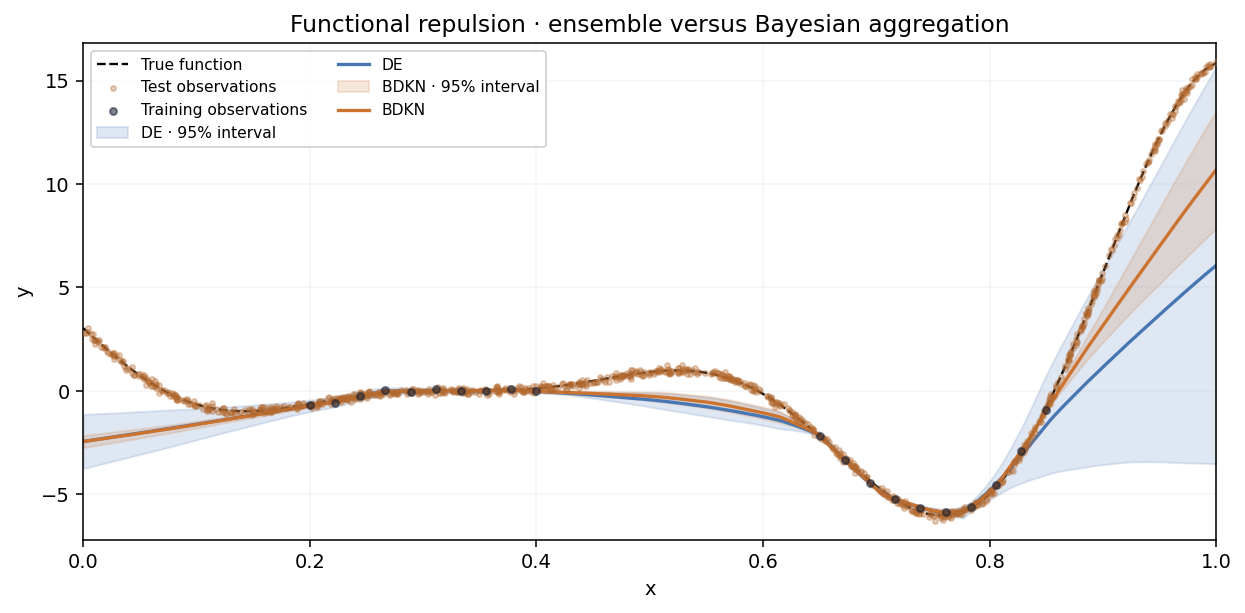 Functional repulsion · ensemble versus Bayesian aggregation
True function
Test observations
Training observations
DE · 95% interval
DE
BDKN · 95% interval
BDKN
y
15
10
5
0
−5
0.0
0.2
0.4
0.6
0.8
1.0
x